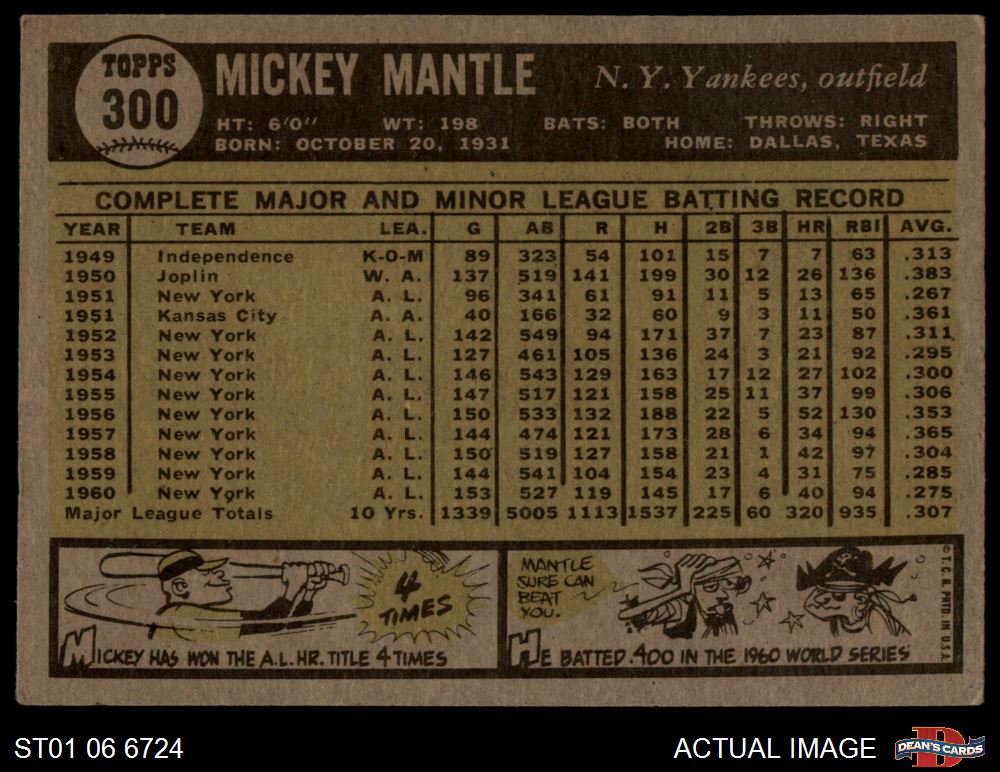 TOPPS
300
MICKEY MANTLE N. Y. Yankees, outfield
HT: 6'0" WT: 198 BATS: BOTH THROWS: RIGHT
BORN: OCTOBER 20, 1931 HOME: DALLAS, TEXAS
COMPLETE MAJOR AND MINOR LEAGUE BATTING RECORD
YEAR TEAM LEA. G AB R H 2B 3B HR RBI AVG.
1949 Independence K-O-M 89 323 54 101 15 7 7 63 .313
1950 Joplin W. A. 137 519 141 199 30 12 26 136 .383
1951 New York A. L. 96 341 61 91 11 5 13 65 .267
1951 Kansas City A. A. 40 166 32 60 9 3 11 50 .361
1952 New York A. L. 142 549 94 171 37 7 23 87 .311
1953 New York A. L. 127 461 105 136 24 3 21 92 .295
1954 New York A. L. 146 543 129 163 17 12 27 102 .300
1955 New York A. L. 147 517 121 158 25 11 37 99 .306
1956 New York A. L. 150 533 132 188 22 5 52 130 .353
1957 New York A. L. 144 474 121 173 28 6 34 94 .365
1958 New York A. L. 150 519 127 158 21 1 42 97 .304
1959 New York A. L. 144 541 104 154 23 4 31 75 .285
1960 New York A. L. 153 527 119 145 17 6 40 94 .275
Major League Totals 10 Yrs. 1339 5005 1113 1537 225 60 320 935 .307
4
TIMES
MICKEY HAS WON THE A.L. HR. TITLE 4 TIMES
MANTLE
SURE CAN
BEAT
YOU.
HE BATTED .400 IN THE 1960 WORLD SERIES
© T.C.G. PRTD. IN U.S.A.
ST01 06 6724 ACTUAL IMAGE
DEAN'S CARDS